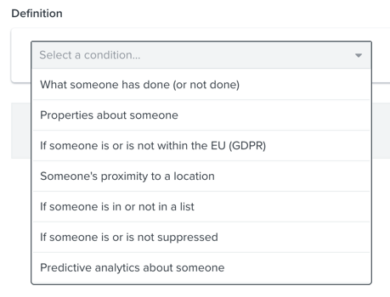 Definition
Select a condition...
What someone has done (or not done)
Properties about someone
If someone is or is not within the EU (GDPR)
Someone's proximity to a location
If someone is in or not in a list
If someone is or is not suppressed
Predictive analytics about someone